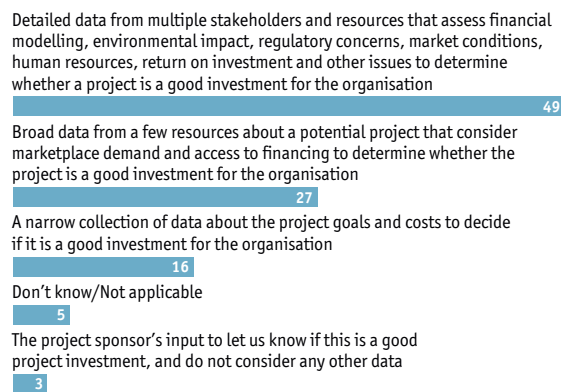 Detailed data from multiple stakeholders and resources that assess financial
modelling, environmental impact, regulatory concerns, market conditions,
human resources, return on investment and other issues to determine
whether a project is a good investment for the organisation
49
Broad data from a few resources about a potential project that consider
marketplace demand and access to financing to determine whether the
project is a good investment for the organisation
27
A narrow collection of data about the project goals and costs to decide
if it is a good investment for the organisation
16
Don't know/Not applicable
5
The project sponsor's input to let us know if this is a good
project investment, and do not consider any other data
3